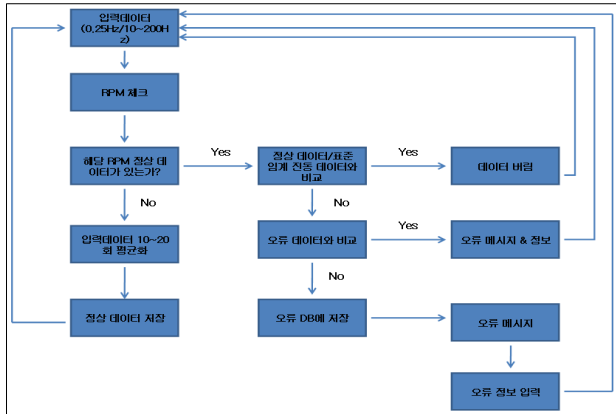 입력데이터
(0,25Hz/10~200H
z)
RPM 체크
해당 RPM 정상 데
이터가 있는가?
Yes
정상 데이터/표준
임계 진동 데이터와
비교
Yes
데이터 버림
No
No
입력데이터 10~20
회 평균화
오류 데이터와 비교
Yes
오류 메시지 & 정보
No
정상 데이터 저장
오류 DB에 저장
오류 메시지
오류 정보 입력